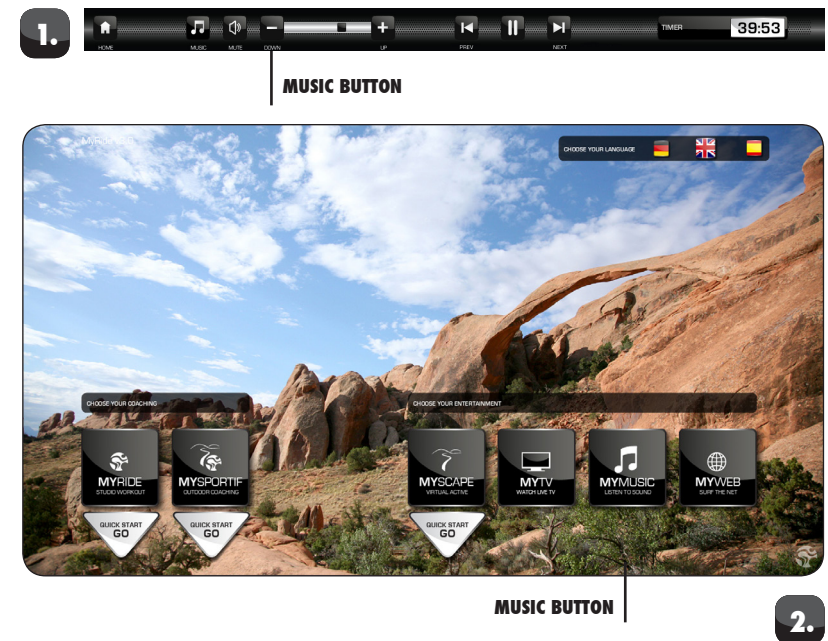 1.
HOME
MUSIC
MUTE
DOWN
UP
PREV
NEXT
TIMER
39:53
MUSIC BUTTON
MyRide
CHOOSE YOUR LANGUAGE
CHOOSE YOUR COACHING
CHOOSE YOUR ENTERTAINMENT
MYRIDE
STUDIO WORKOUT
MYSPORTIF
OUTDOOR COACHING
MYSCAPE
VIRTUAL ACTIVE
MYTV
WATCH LIVE TV
MYMUSIC
LISTEN TO SOUND
MYWEB
SURF THE NET
QUICK START
GO
QUICK START
GO
QUICK START
GO
MUSIC BUTTON
2.